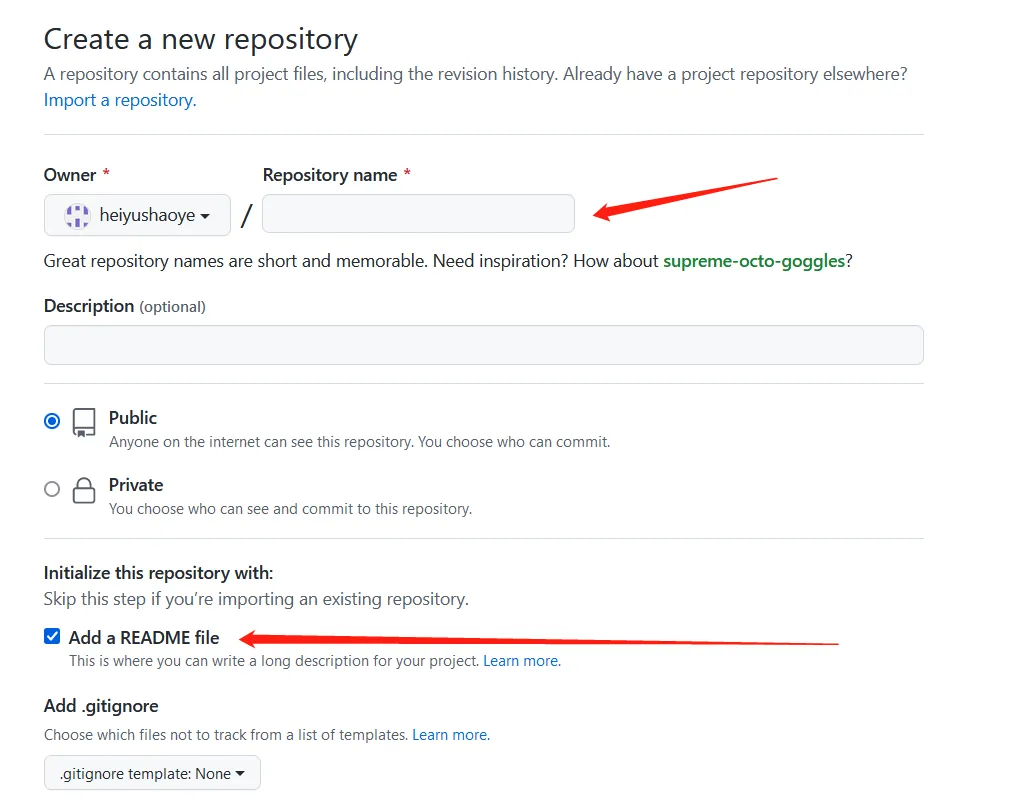 Create a new repository
A repository contains all project files, including the revision history. Already have a project repository elsewhere?
Import a repository.
Owner * Repository name *
heiyushaoye /
Great repository names are short and memorable. Need inspiration? How about supreme-octo-goggles?
Description (optional)
Public
Anyone on the internet can see this repository. You choose who can commit.
Private
You choose who can see and commit to this repository.
Initialize this repository with:
Skip this step if you’re importing an existing repository.
Add a README file
This is where you can write a long description for your project. Learn more.
Add .gitignore
Choose which files not to track from a list of templates. Learn more.
.gitignore template: None